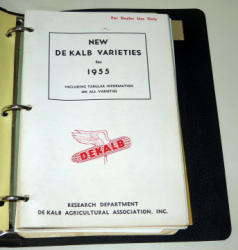 For Dealer Use Only
NEW
DE KALB VARIETIES
for
1955
INCLUDING TABULAR INFORMATION
ON ALL VARIETIES
DEKALB
RESEARCH DEPARTMENT
DE KALB AGRICULTURAL ASSOCIATION, INC.